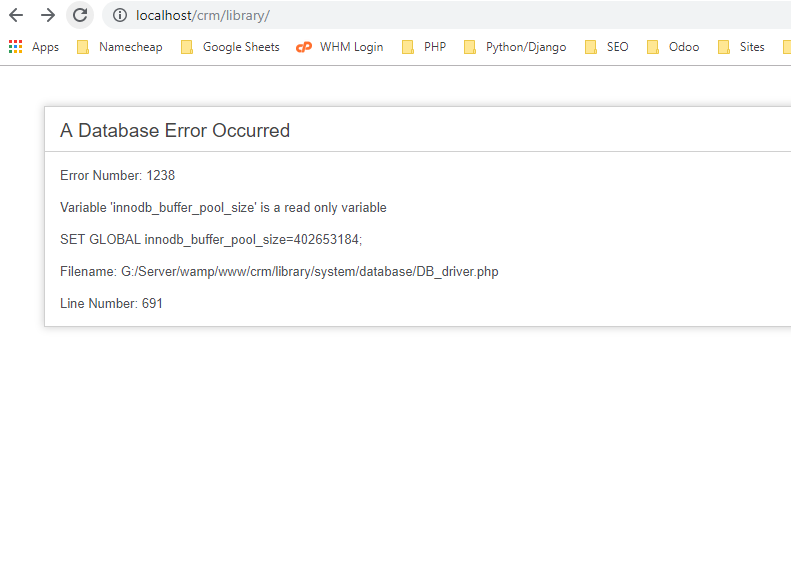 localhost/crm/library/
Apps Namecheap Google Sheets cP WHM Login PHP Python/Django SEO Odoo Sites
A Database Error Occurred
Error Number: 1238
Variable 'innodb_buffer_pool_size' is a read only variable
SET GLOBAL innodb_buffer_pool_size=402653184;
Filename: G:/Server/wamp/www/crm/library/system/database/DB_driver.php
Line Number: 691